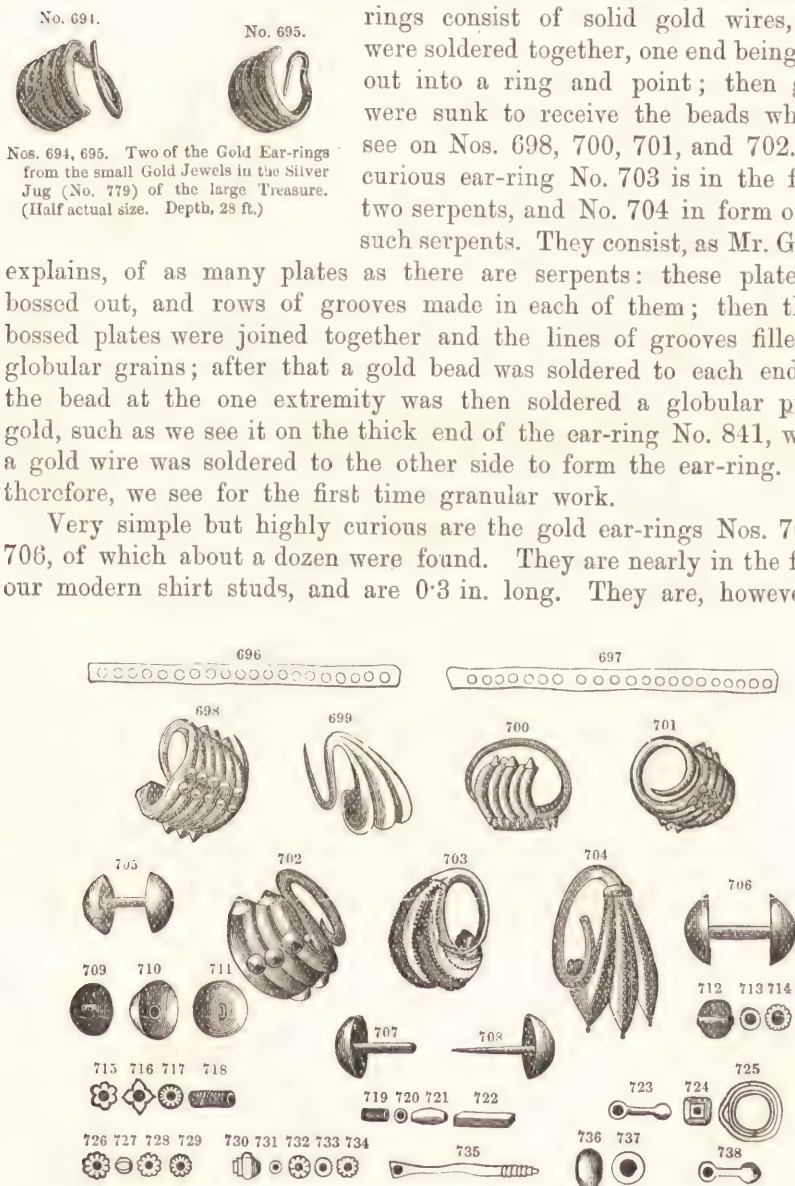 No. 694.
No. 695.
Nos. 694, 695. Two of the Gold Ear-rings
from the small Gold Jewels in the Silver
Jug (No. 779) of the large Treasure.
(Half actual size. Depth, 28 ft.)
rings consist of solid gold wires,
were soldered together, one end being
out into a ring and point; then
were sunk to receive the beads
see on Nos. 698, 700, 701, and 702.
curious ear-ring No. 703 is in the
two serpents, and No. 704 in form
such serpents. They consist, as Mr.
explains, of as many plates as there are serpents: these
bossed out, and rows of grooves made in each of them; then
bossed plates were joined together and the lines of grooves
globular grains; after that a gold bead was soldered to each
the bead at the one extremity was then soldered a globular
gold, such as we see it on the thick end of the ear-ring No. 841,
a gold wire was soldered to the other side to form the ear-ring.
therefore, we see for the first time granular work.
Very simple but highly curious are the gold ear-rings Nos.
706, of which about a dozen were found. They are nearly in the
our modern shirt studs, and are 0·3 in. long. They are,
696 697
698 699 700 701
705 702 703 704 706
709 710 711 712 713 714
707 708
715 716 717 718
719 720 721 722 723 724 725
726 727 728 729 730 731 732 733 734 735 736 737 738